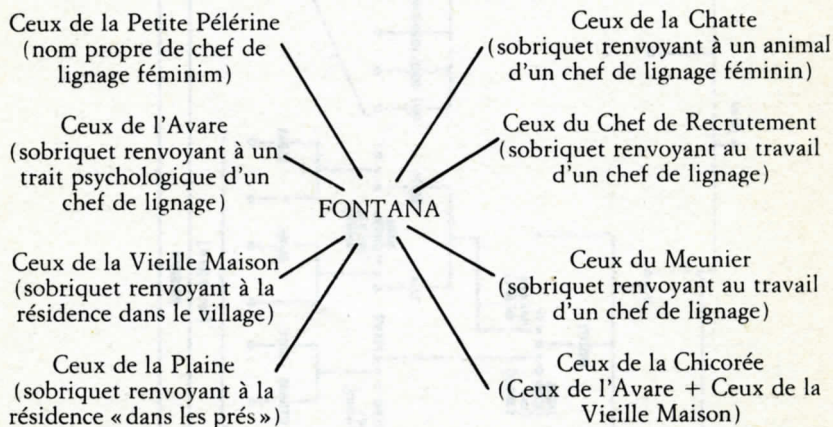 Ceux de la Petite Pélérine
(nom propre de chef de
lignage féminim)
Ceux de l'Avare
(sobriquet renvoyant à un
trait psychologique d'un
chef de lignage)
Ceux de la Vieille Maison
(sobriquet renvoyant à la
résidence dans le village)
Ceux de la Plaine
(sobriquet renvoyant à la
résidence «dans les prés»)
FONTANA
Ceux de la Chatte
(sobriquet renvoyant à un animal
d'un chef de lignage féminin)
Ceux du Chef de Recrutement
(sobriquet renvoyant au travail
d'un chef de lignage)
Ceux du Meunier
(sobriquet renvoyant au travail
d'un chef de lignage)
Ceux de la Chicorée
(Ceux de l'Avare + Ceux de la
Vieille Maison)